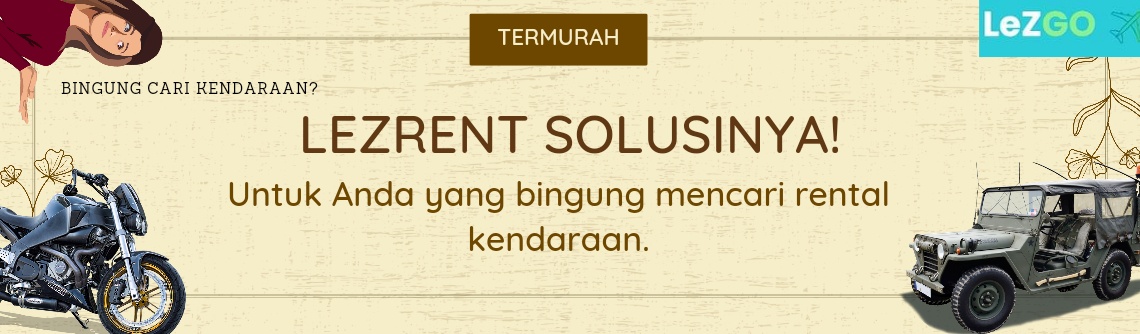 TERMURAH
LeZGO
BINGUNG CARI KENDARAAN?
LEZRENT SOLUSINYA!
Untuk Anda yang bingung mencari rental
kendaraan.